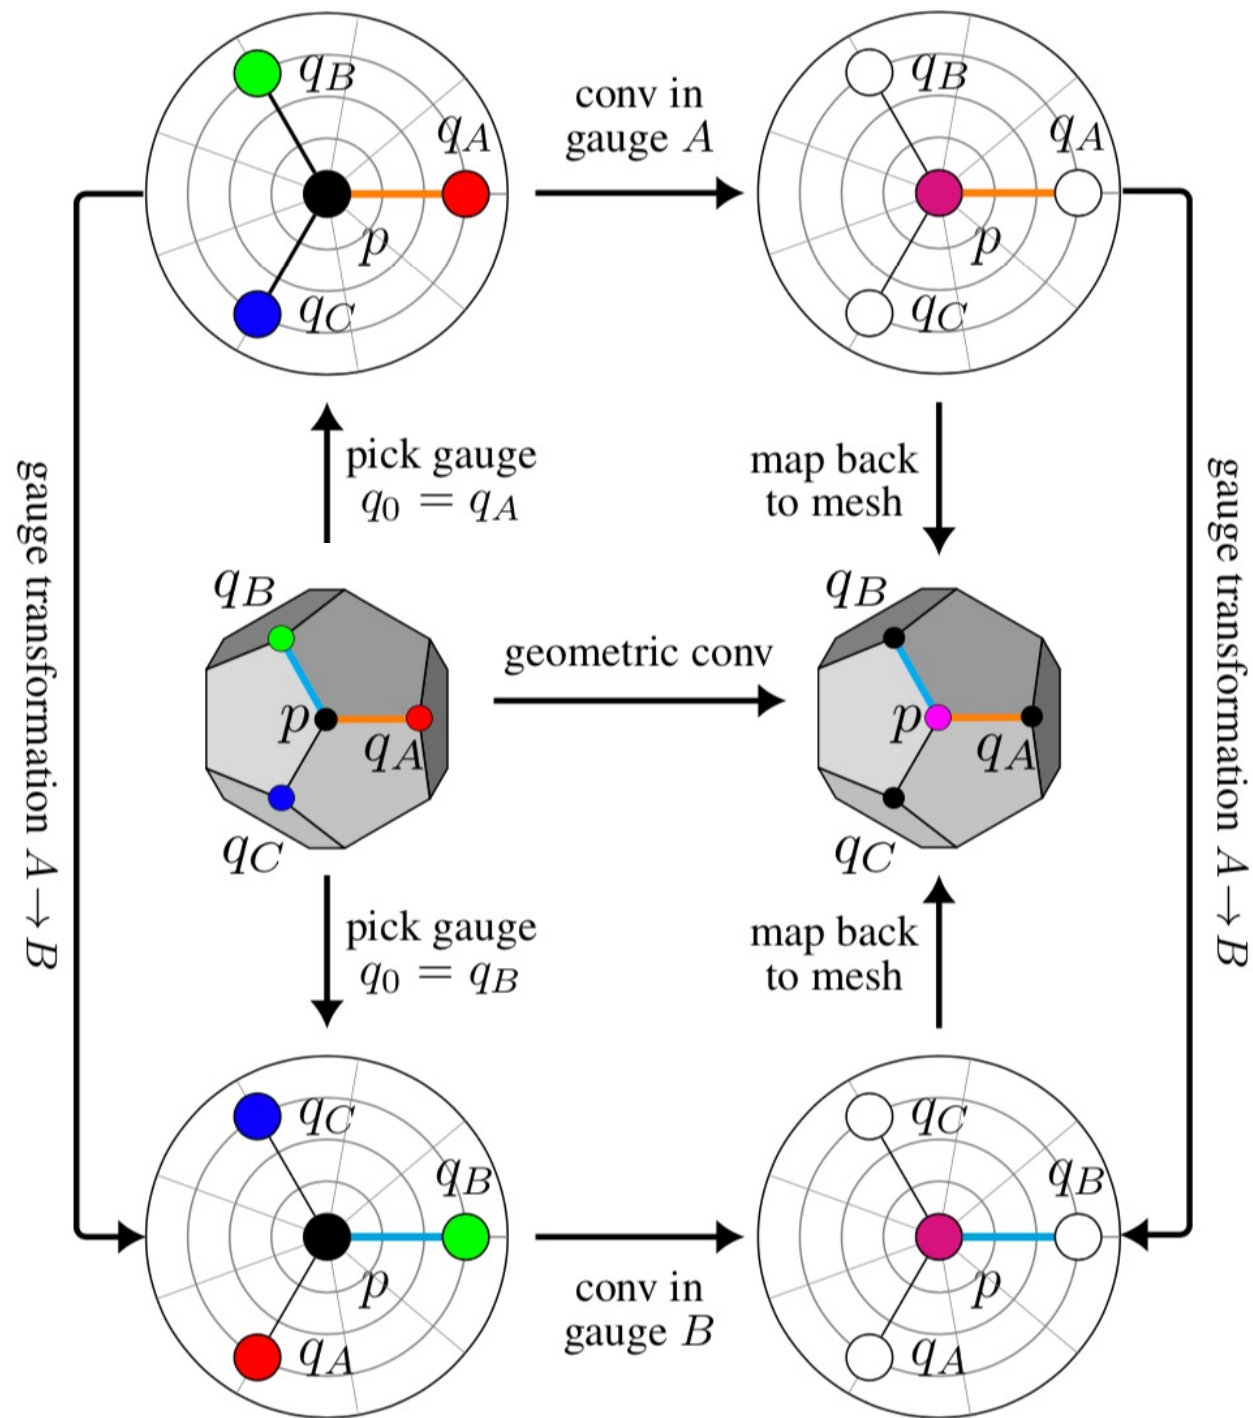 q_B
q_A
p
q_C
conv in
gauge A
q_B
q_A
p
q_C
pick gauge
q_0 = q_A
map back
to mesh
gauge transformation A→B
gauge transformation A→B
q_B
p
q_A
q_C
geometric conv
q_B
p
q_A
q_C
pick gauge
q_0 = q_B
map back
to mesh
q_C
q_B
p
q_A
conv in
gauge B
q_C
q_B
p
q_A